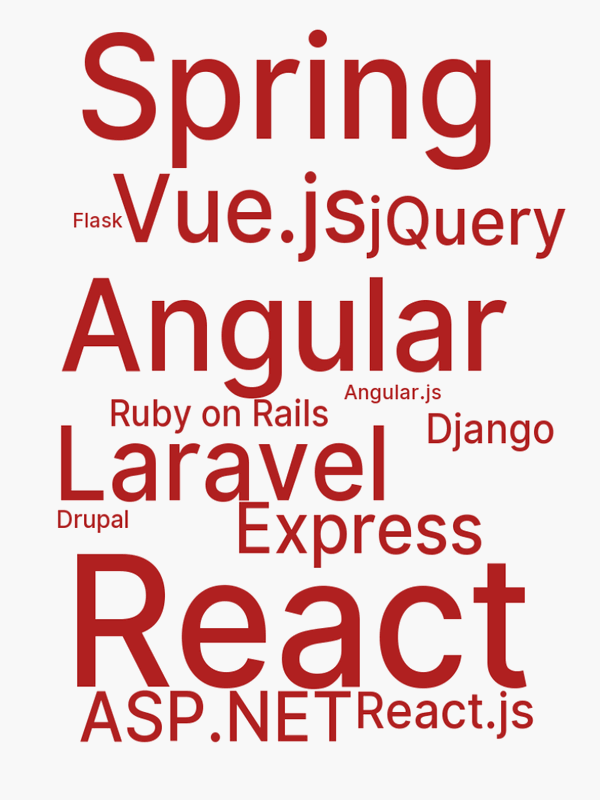 Spring
Flask Vue.js jQuery
Angular
Angular.js
Ruby on Rails Django
Laravel
Drupal Express
React
ASP.NET React.js